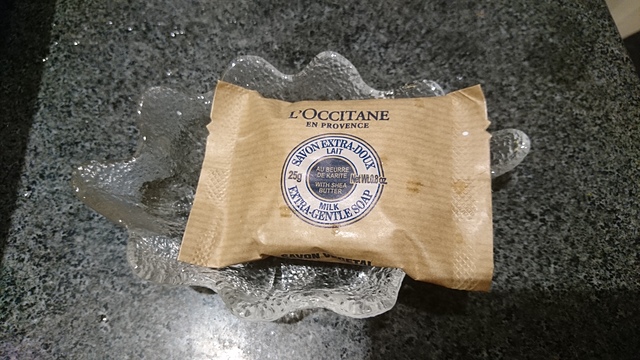 L'OCCITANE
EN PROVENCE
SAVON EXTRA-DOUX
LAIT
25g
AU BEURRE
DE KARITÉ
WITH SHEA
BUTTER
Net Wt. 0.8 oz.
MILK
EXTRA-GENTLE SOAP
SAVON VEGETAL